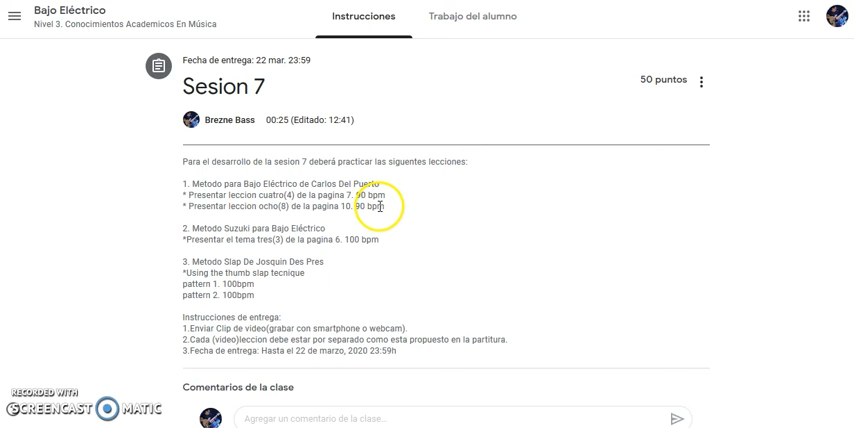 Bajo Eléctrico
Nivel 3. Conocimientos Academicos En Música
Instrucciones
Trabajo del alumno
Fecha de entrega: 22 mar. 23:59
Sesion 7
50 puntos
Brezne Bass 00:25 (Editado: 12:41)
Para el desarrollo de la sesion 7 deberá practicar las siguentes lecciones:
1. Metodo para Bajo Eléctrico de Carlos Del Puerto
* Presentar leccion cuatro(4) de la pagina 7. 90 bpm
* Presentar leccion ocho(8) de la pagina 10. 90 bpm
2. Metodo Suzuki para Bajo Eléctrico
*Presentar el tema tres(3) de la pagina 6. 100 bpm
3. Metodo Slap De Josquin Des Pres
*Using the thumb slap tecnique
pattern 1. 100bpm
pattern 2. 100bpm
Instrucciones de entrega:
1.Enviar Clip de video(grabar con smartphone o webcam).
2.Cada (video)leccion debe estar por separado como esta propuesto en la partitura.
3.Fecha de entrega: Hasta el 22 de marzo, 2020 23:59h
Comentarios de la clase
Agregar un comentario de la clase...
RECORDED WITH
SCREENCAST MATIC